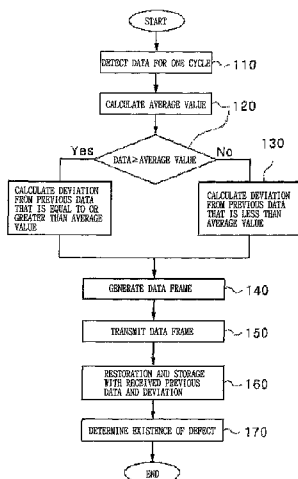 START
DETECT DATA FOR ONE CYCLE
110
CALCULATE AVERAGE VALUE
120
DATA≥AVERAGE VALUE
Yes
No
130
CALCULATE DEVIATION
FROM PREVIOUS DATA
THAT IS EQUAL TO OR
GREATER THAN AVERAGE
VALUE
CALCULATE DEVIATION
FROM PREVIOUS DATA
THAT IS LESS THAN
AVERAGE VALUE
GENERATE DATA FRAME
140
TRANSMIT DATA FRAME
150
RESTORATION AND STORAGE
WITH RECEIVED PREVIOUS
DATA AND DEVIATION
160
DETERMINE EXISTENCE OF DEFECT
170
END